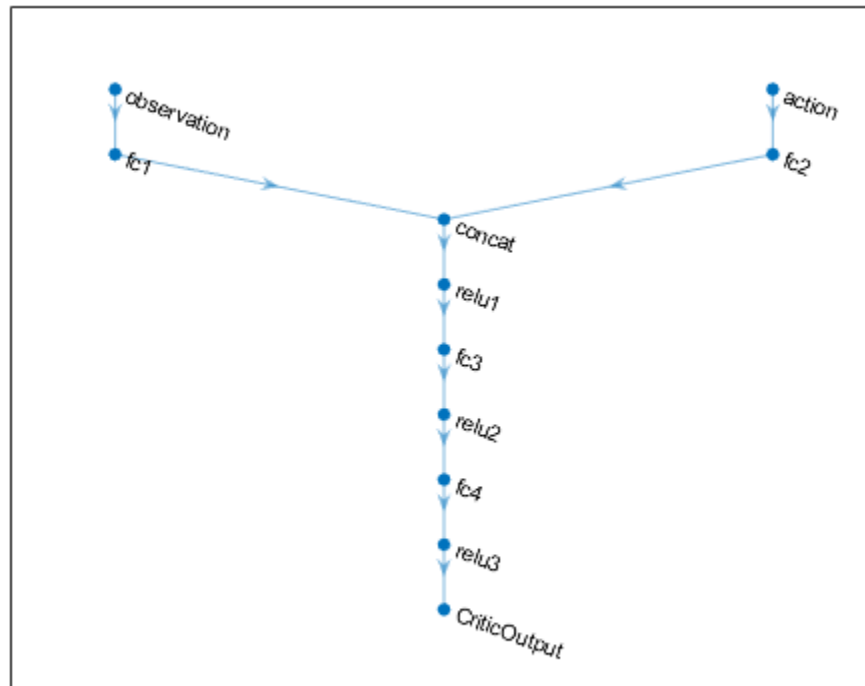 observation
action
fc1
fc2
concat
relu1
fc3
relu2
fc4
relu3
CriticOutput